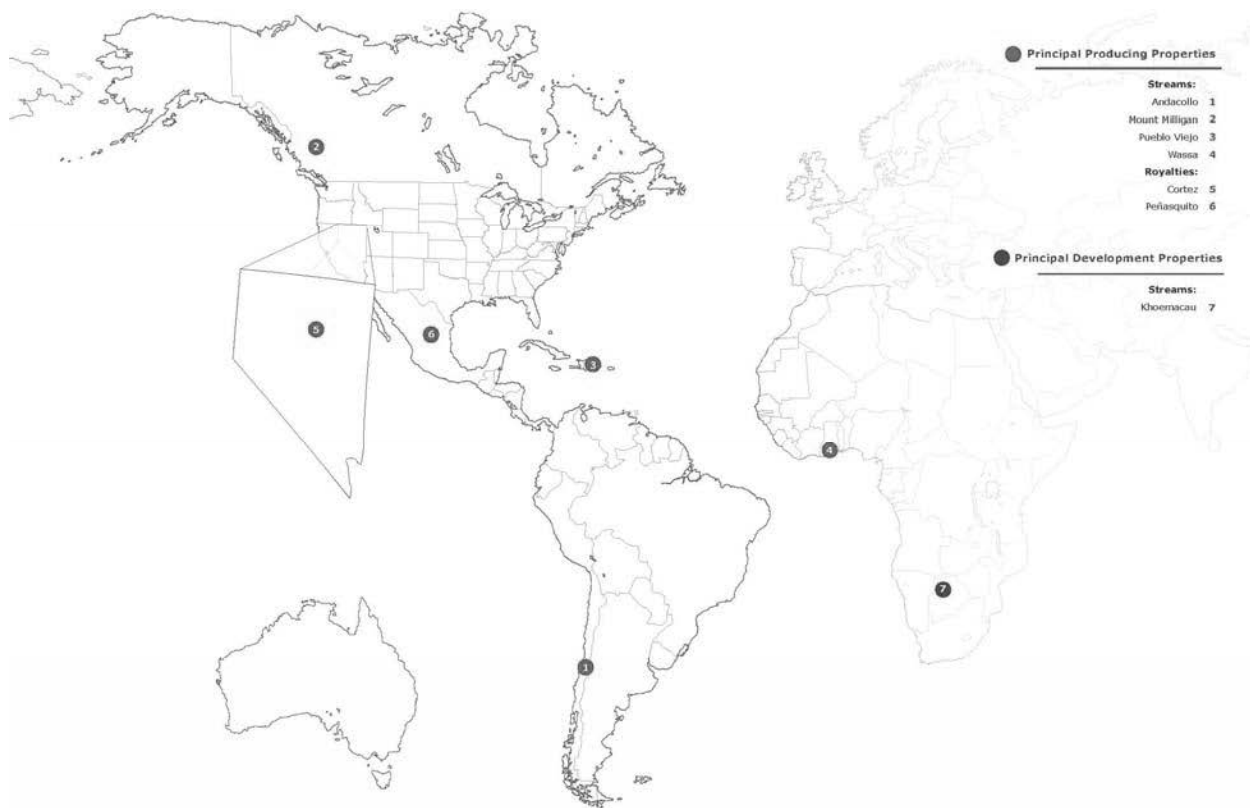 Principal Producing Properties
Streams:
Andacollo 1
Mount Milligan 2
Pueblo Viejo 3
Wassa 4
Royalties:
Cortez 5
Peñasquito 6
Principal Development Properties
Streams:
Khoemacau 7
2
5
6
3
4
7
1